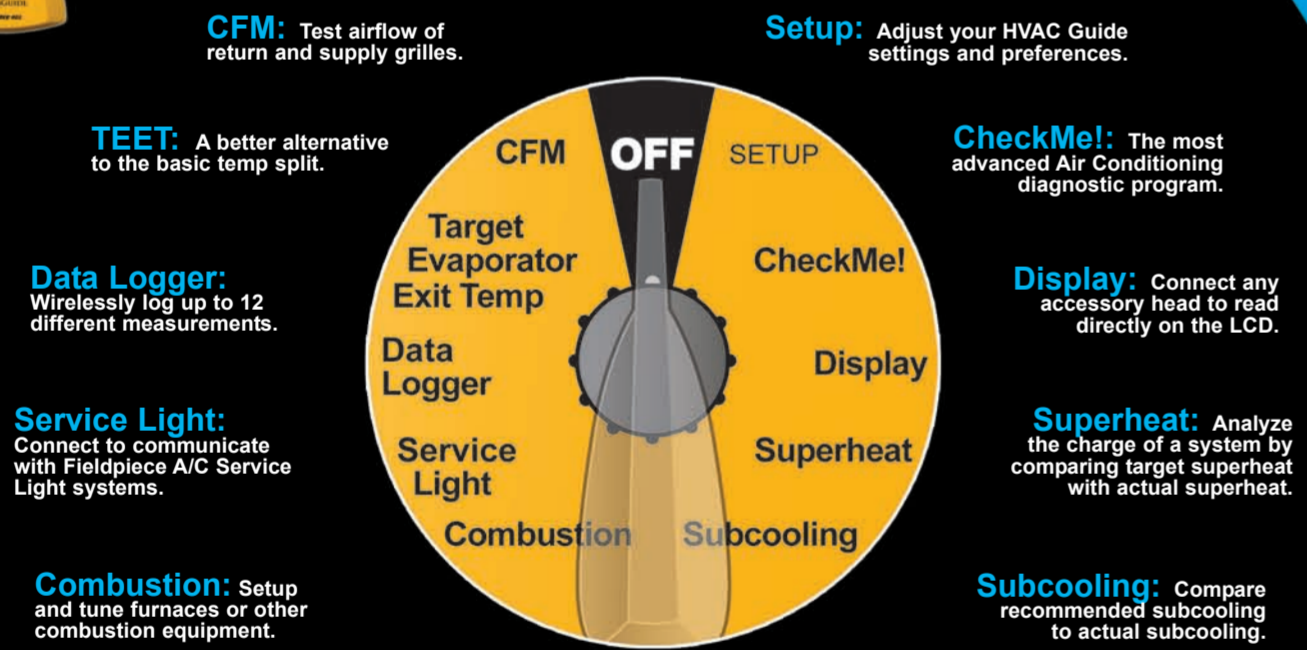 GUIDE
CFM: Test airflow of
return and supply grilles.
Setup: Adjust your HVAC Guide
settings and preferences.
TEET: A better alternative
to the basic temp split.
CheckMe!: The most
advanced Air Conditioning
diagnostic program.
Data Logger:
Wirelessly log up to 12
different measurements.
Display: Connect any
accessory head to read
directly on the LCD.
Service Light:
Connect to communicate
with Fieldpiece A/C Service
Light systems.
Superheat: Analyze
the charge of a system by
comparing target superheat
with actual superheat.
Combustion: Setup
and tune furnaces or other
combustion equipment.
Subcooling: Compare
recommended subcooling
to actual subcooling.
OFF
SETUP
CheckMe!
Display
Superheat
Subcooling
Combustion
Service
Light
Data
Logger
Target
Evaporator
Exit Temp
CFM